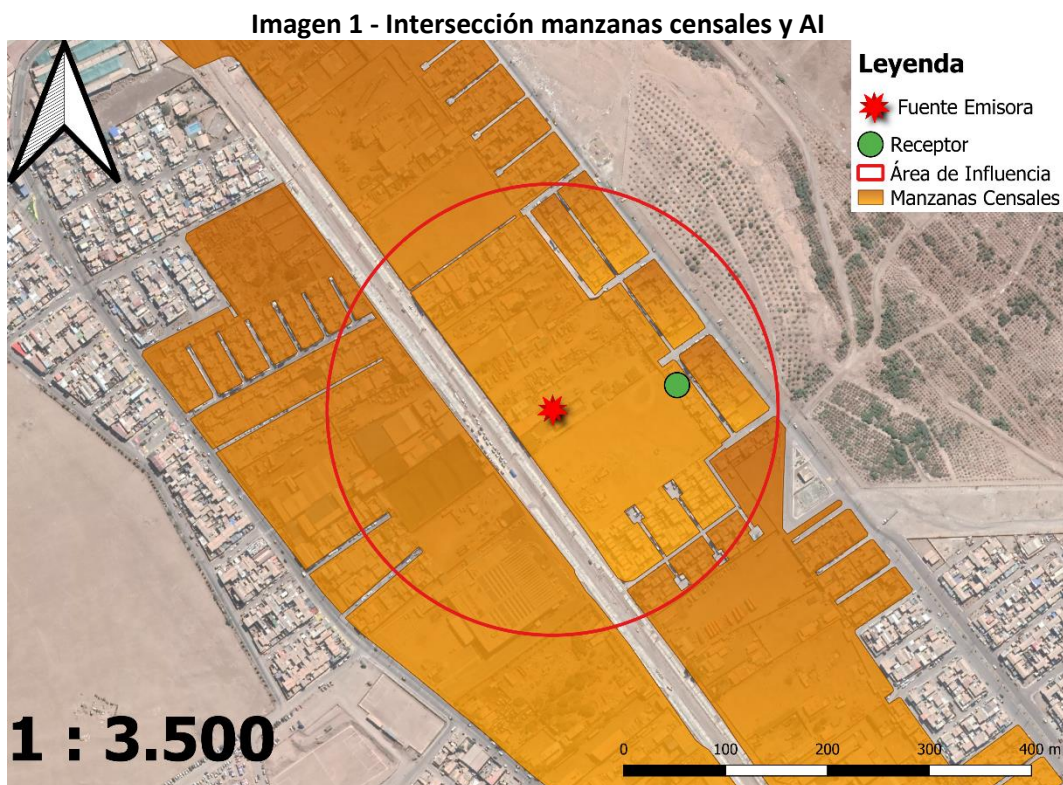 Imagen 1 - Intersección manzanas censales y AI
Leyenda
Fuente Emisora
Receptor
Área de Influencia
Manzanas Censales
1 : 3.500
0 100 200 300 400 m